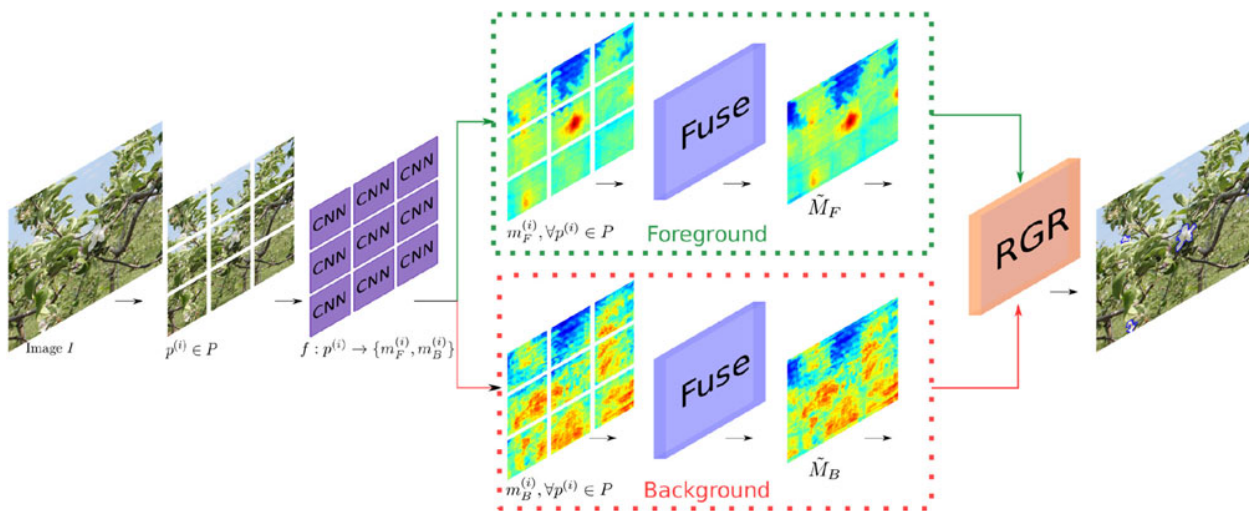 Image I
p^{(i)} ∈ P
CNN CNN CNN
CNN CNN CNN
CNN CNN CNN
f : p^{(i)} → {m_F^{(i)}, m_B^{(i)}}
Fuse
m_F^{(i)}, ∀p^{(i)} ∈ P
Foreground
M̃_F
Fuse
m_B^{(i)}, ∀p^{(i)} ∈ P
Background
M̃_B
RGR